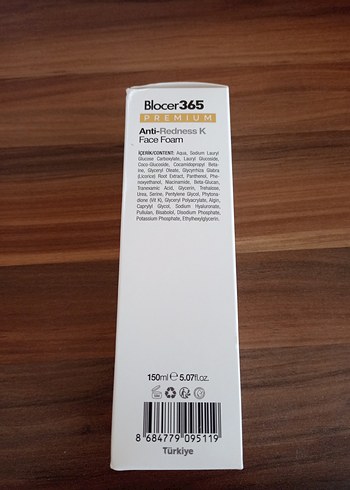 Blocer365
PREMIUM
Anti-Redness K
Face Foam
İÇERİK/CONTENT: Aqua, Sodium Lauryl
Glucose Carboxylate, Lauryl Glucoside,
Coco-Glucoside, Cocamidopropyl Beta-
ine, Glyceryl Oleate, Glycyrrhiza Glabra
(Licorice) Root Extract, Panthenol, Phe-
noxyethanol, Niacinamide, Beta-Glucan,
Tranexamic Acid, Glycerin, Trehalose,
Urea, Serine, Pentylene Glycol, Phytona-
dione (Vit K), Glyceryl Polyacrylate, Algin,
Caprylyl Glycol, Sodium Hyaluronate,
Pullulan, Bisabolol, Disodium Phosphate,
Potassium Phosphate, Ethylhexylglycerin.
150ml ℮ 5.07fl.oz.
8 684779 095119
Türkiye